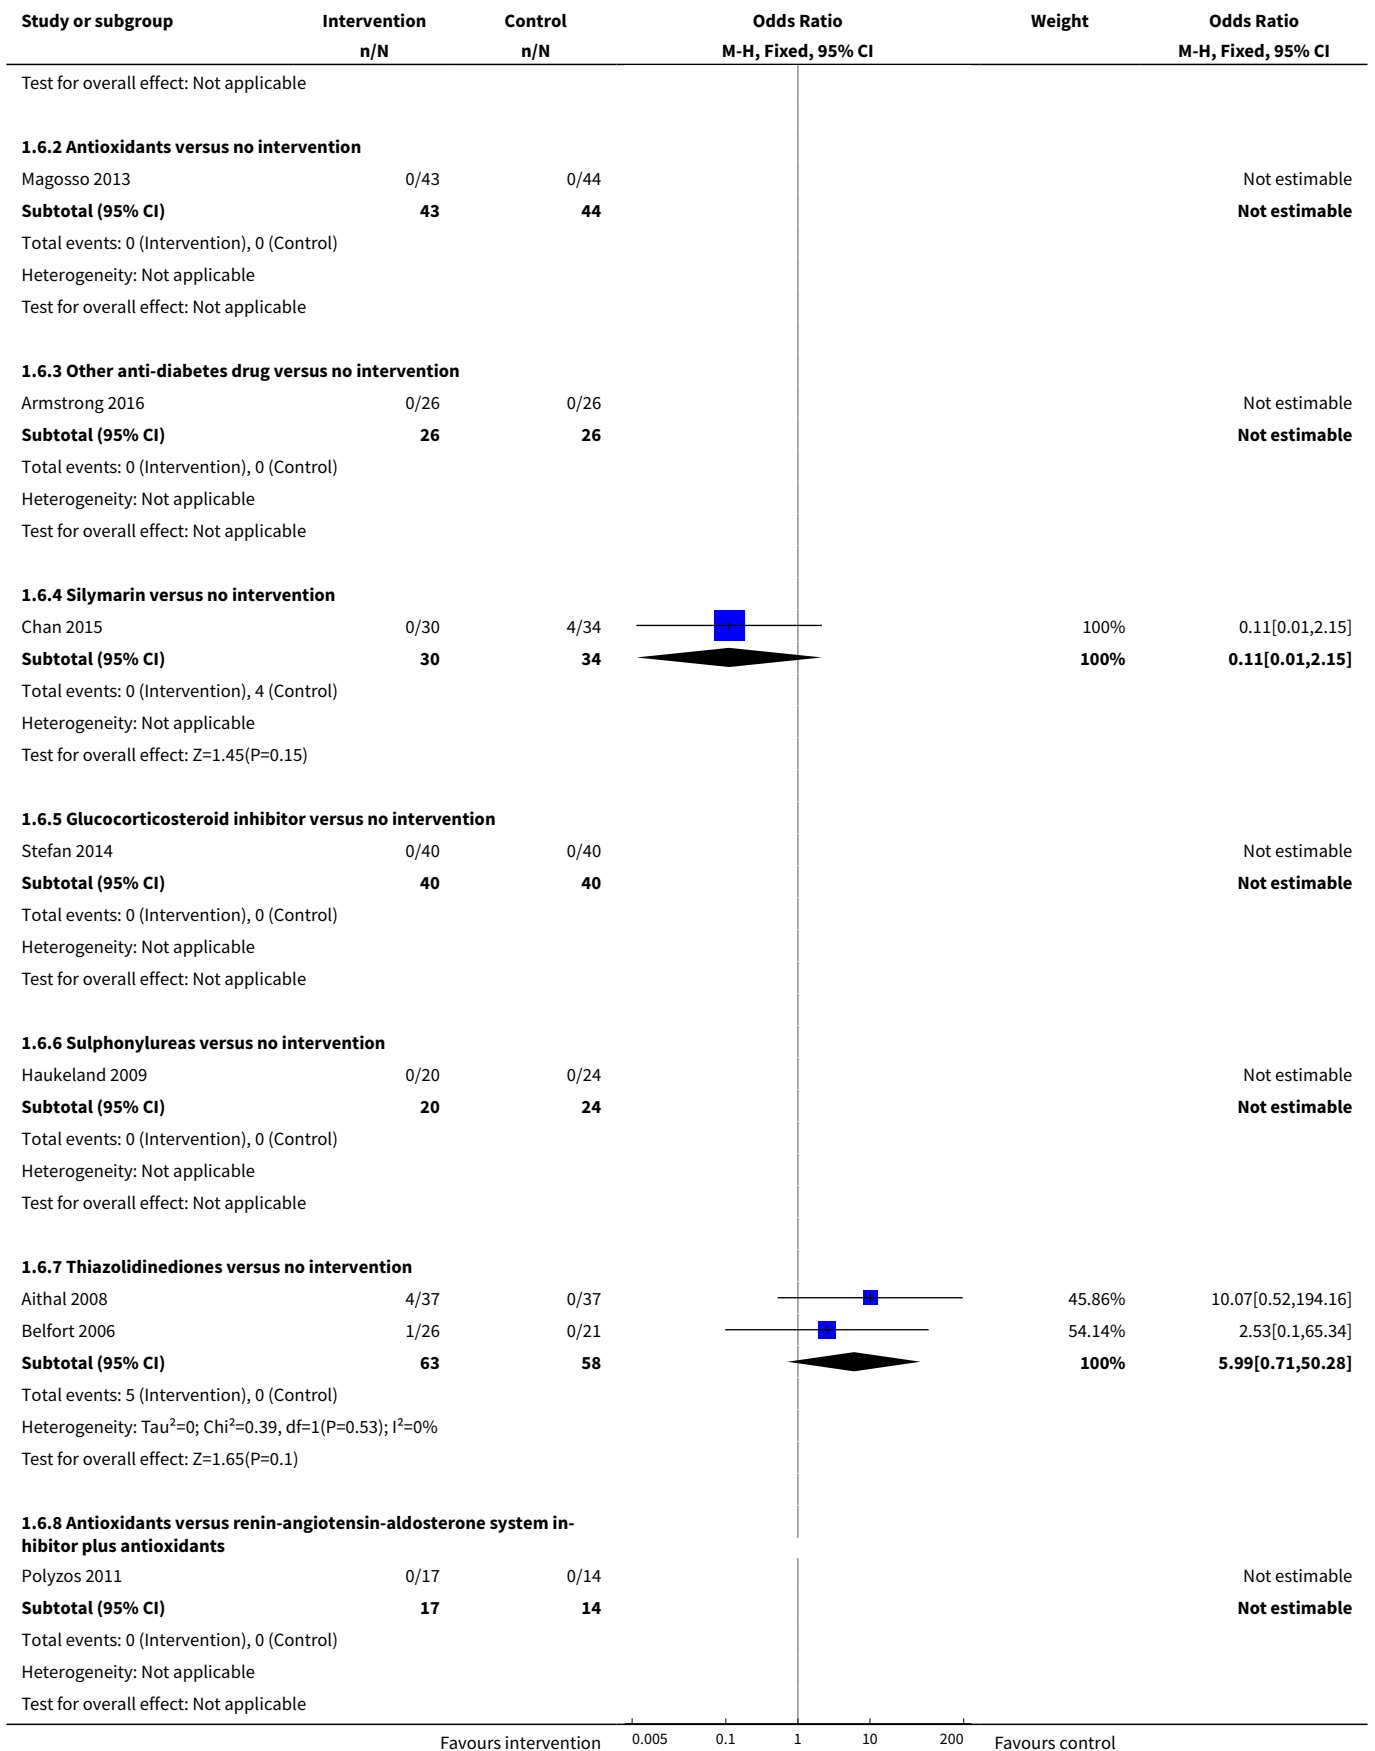 Study or subgroup Intervention Control Odds Ratio Weight Odds Ratio
n/N n/N M-H, Fixed, 95% CI M-H, Fixed, 95% CI
Test for overall effect: Not applicable
1.6.2 Antioxidants versus no intervention
Magosso 2013 0/43 0/44 Not estimable
Subtotal (95% CI) 43 44 Not estimable
Total events: 0 (Intervention), 0 (Control)
Heterogeneity: Not applicable
Test for overall effect: Not applicable
1.6.3 Other anti-diabetes drug versus no intervention
Armstrong 2016 0/26 0/26 Not estimable
Subtotal (95% CI) 26 26 Not estimable
Total events: 0 (Intervention), 0 (Control)
Heterogeneity: Not applicable
Test for overall effect: Not applicable
1.6.4 Silymarin versus no intervention
Chan 2015 0/30 4/34 100% 0.11[0.01,2.15]
Subtotal (95% CI) 30 34 100% 0.11[0.01,2.15]
Total events: 0 (Intervention), 4 (Control)
Heterogeneity: Not applicable
Test for overall effect: Z=1.45(P=0.15)
1.6.5 Glucocorticosteroid inhibitor versus no intervention
Stefan 2014 0/40 0/40 Not estimable
Subtotal (95% CI) 40 40 Not estimable
Total events: 0 (Intervention), 0 (Control)
Heterogeneity: Not applicable
Test for overall effect: Not applicable
1.6.6 Sulphonylureas versus no intervention
Haukeland 2009 0/20 0/24 Not estimable
Subtotal (95% CI) 20 24 Not estimable
Total events: 0 (Intervention), 0 (Control)
Heterogeneity: Not applicable
Test for overall effect: Not applicable
1.6.7 Thiazolidinediones versus no intervention
Aithal 2008 4/37 0/37 45.86% 10.07[0.52,194.16]
Belfort 2006 1/26 0/21 54.14% 2.53[0.1,65.34]
Subtotal (95% CI) 63 58 100% 5.99[0.71,50.28]
Total events: 5 (Intervention), 0 (Control)
Heterogeneity: Tau²=0; Chi²=0.39, df=1(P=0.53); I²=0%
Test for overall effect: Z=1.65(P=0.1)
1.6.8 Antioxidants versus renin-angiotensin-aldosterone system in-
hibitor plus antioxidants
Polyzos 2011 0/17 0/14 Not estimable
Subtotal (95% CI) 17 14 Not estimable
Total events: 0 (Intervention), 0 (Control)
Heterogeneity: Not applicable
Test for overall effect: Not applicable
Favours intervention 0.005 0.1 1 10 200 Favours control